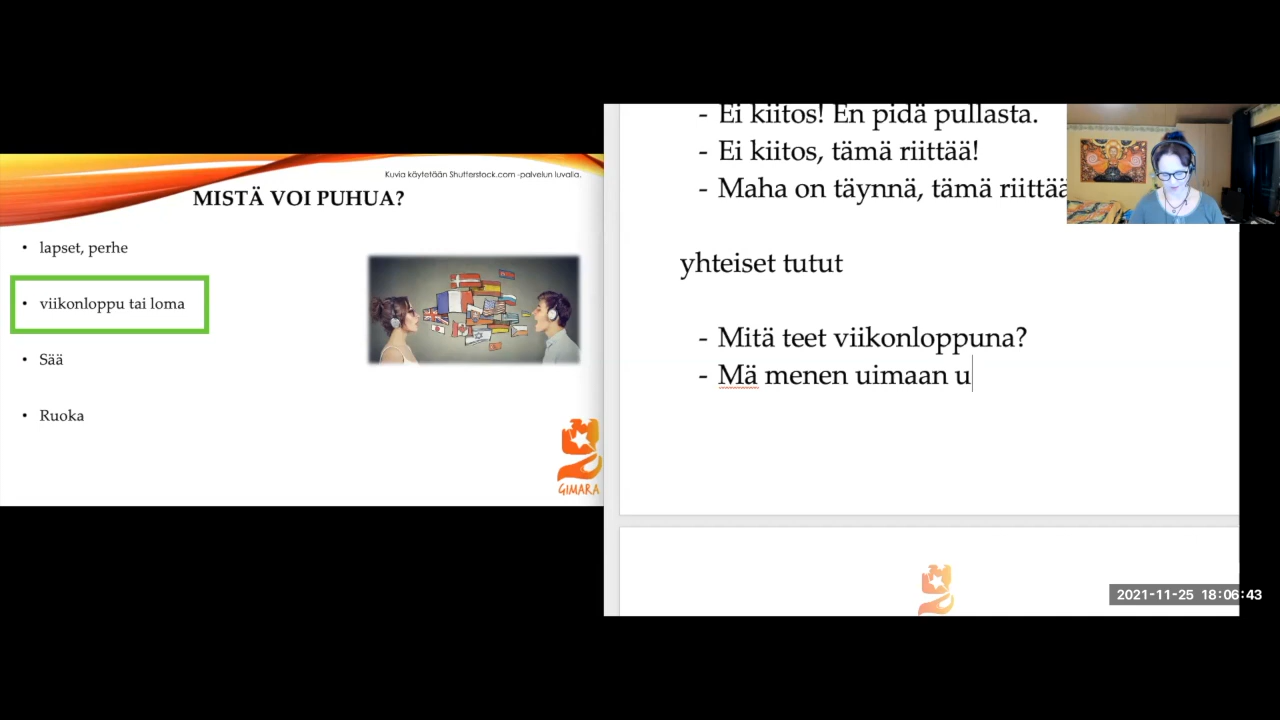 Kuvia käytetään Shutterstock.com -palvelun luvalla.
MISTÄ VOI PUHUA?
• lapset, perhe
• viikonloppu tai loma
• Sää
• Ruoka
GIMARA
- Ei kiitos! En pidä pullasta.
- Ei kiitos, tämä riittää!
- Maha on täynnä, tämä riittää
yhteiset tutut
- Mitä teet viikonloppuna?
- Mä menen uimaan u
2021-11-25 18:06:43